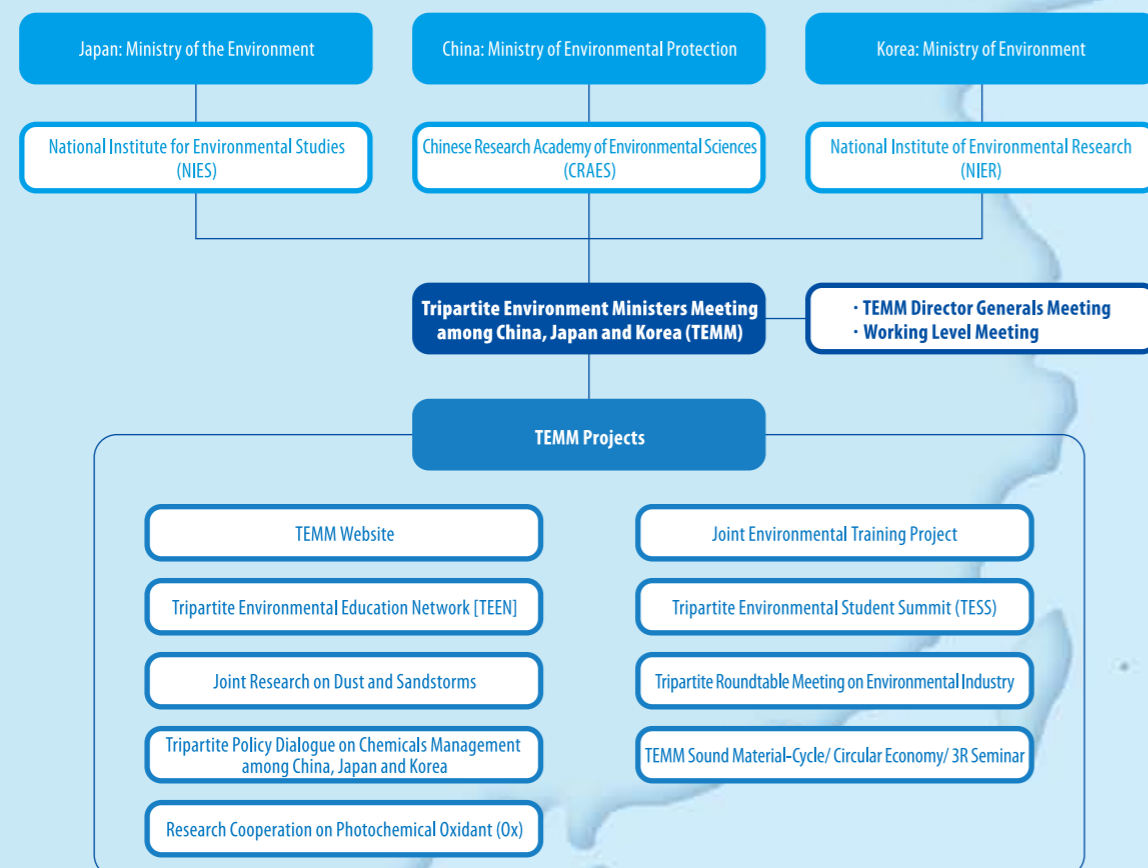 Japan: Ministry of the Environment
China: Ministry of Environmental Protection
Korea: Ministry of Environment
National Institute for Environmental Studies
(NIES)
Chinese Research Academy of Environmental Sciences
(CRAES)
National Institute of Environmental Research
(NIER)
Tripartite Environment Ministers Meeting
among China, Japan and Korea (TEMM)
· TEMM Director Generals Meeting
· Working Level Meeting
TEMM Projects
TEMM Website
Joint Environmental Training Project
Tripartite Environmental Education Network [TEEN]
Tripartite Environmental Student Summit (TESS)
Joint Research on Dust and Sandstorms
Tripartite Roundtable Meeting on Environmental Industry
Tripartite Policy Dialogue on Chemicals Management
among China, Japan and Korea
TEMM Sound Material-Cycle/ Circular Economy/ 3R Seminar
Research Cooperation on Photochemical Oxidant (Ox)